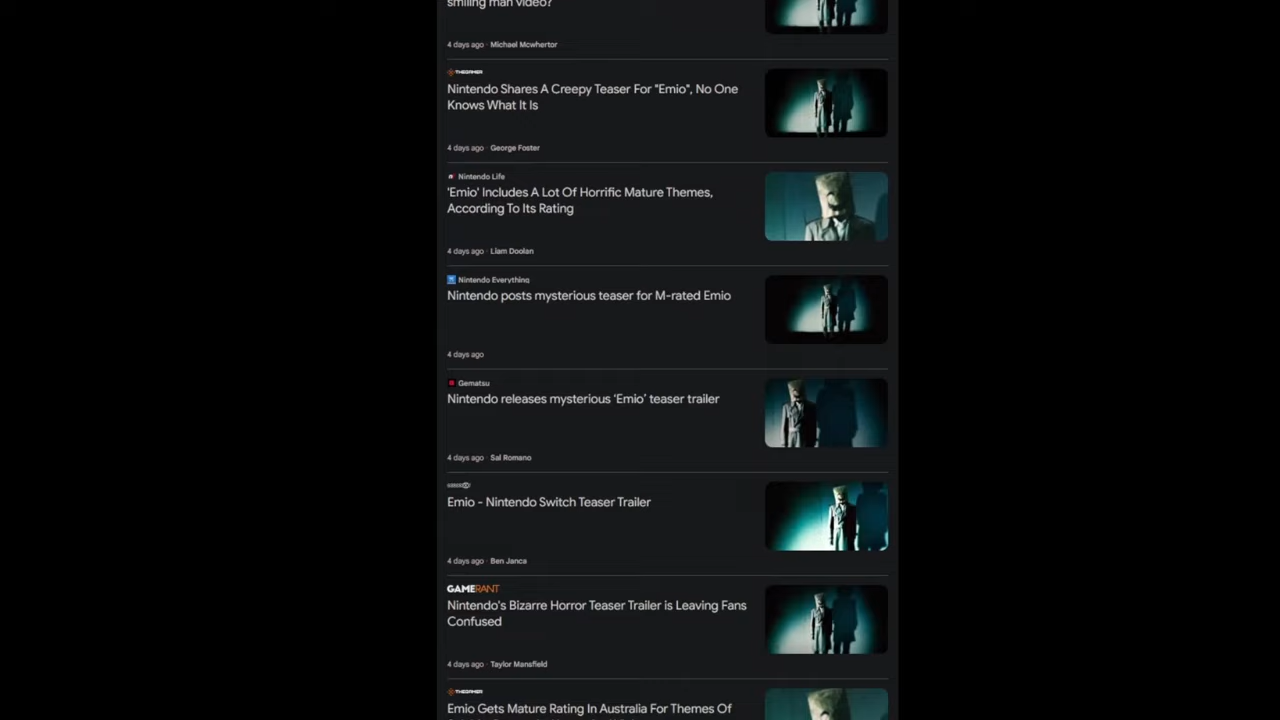 smiling man video?
4 days ago · Michael Mcwhertor
THEGAMER
Nintendo Shares A Creepy Teaser For "Emio", No One
Knows What It Is
4 days ago · George Foster
Nintendo Life
'Emio' Includes A Lot Of Horrific Mature Themes,
According To Its Rating
4 days ago · Liam Doolan
Nintendo Everything
Nintendo posts mysterious teaser for M-rated Emio
4 days ago
Gematsu
Nintendo releases mysterious ‘Emio’ teaser trailer
4 days ago · Sal Romano
Emio - Nintendo Switch Teaser Trailer
4 days ago · Ben Janca
GAMERANT
Nintendo's Bizarre Horror Teaser Trailer is Leaving Fans
Confused
4 days ago · Taylor Mansfield
THEGAMER
Emio Gets Mature Rating In Australia For Themes Of